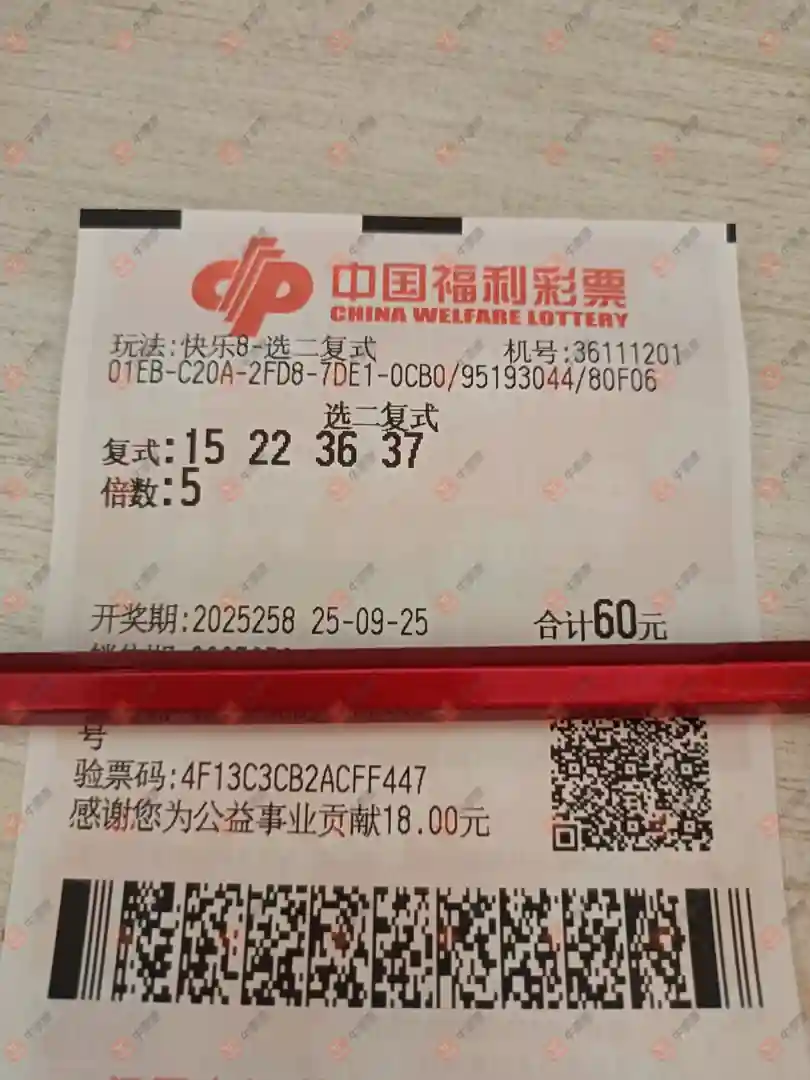 中国福利彩票
CHINA WELFARE LOTTERY
玩法:快乐8-选二复式 机号:36111201
01EB-C20A-2FD8-7DE1-0CB0/95193044/80F06
选二复式
复式:15 22 36 37
倍数:5
开奖期:2025258 25-09-25 合计60元
号
验票码:4F13C3CB2ACFF447
感谢您为公益事业贡献18.00元